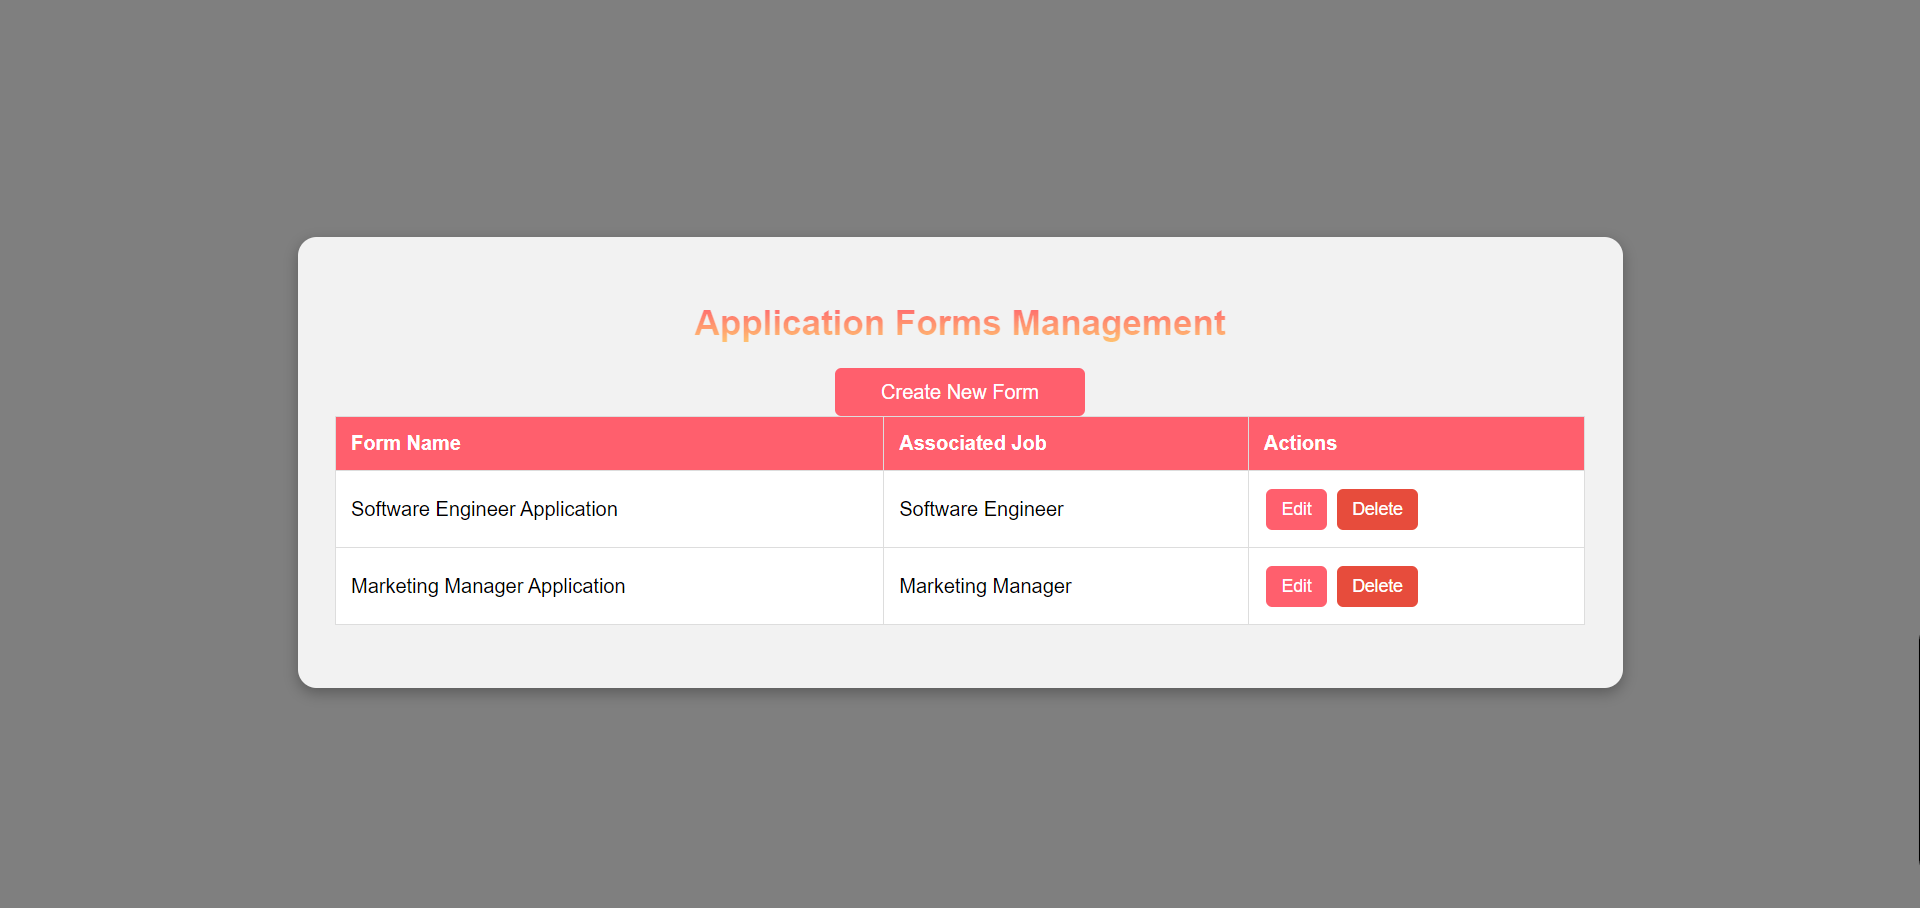 Application Forms Management
Create New Form
Form Name Associated Job Actions
Software Engineer Application Software Engineer Edit Delete
Marketing Manager Application Marketing Manager Edit Delete